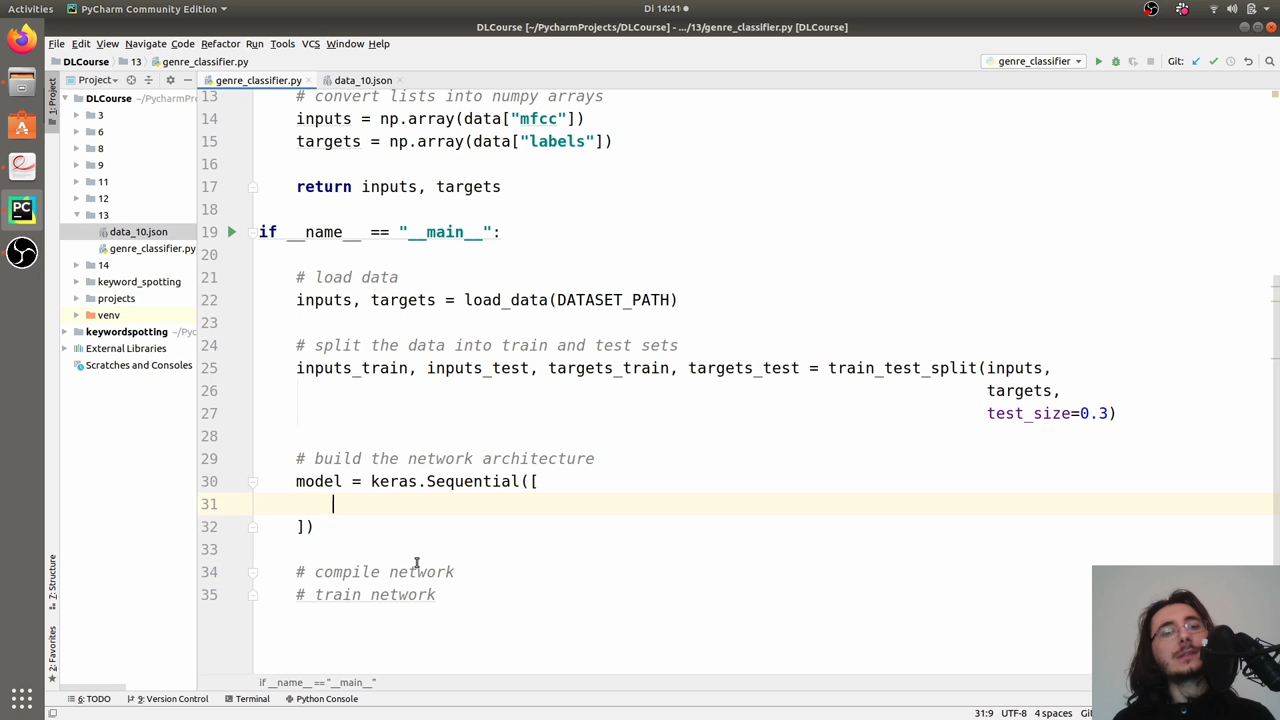 Activities
PyCharm Community Edition
Di 14:41
DLCourse [~/PycharmProjects/DLCourse] - .../13/genre_classifier.py [DLCourse]
File Edit View Navigate Code Refactor Run Tools VCS Window Help
DLCourse 13 genre_classifier.py
genre_classifier
Git:
Project
genre_classifier.py
data_10.json
1: Project
DLCourse ~/PycharmP
3
6
8
9
11
12
13
data_10.json
genre_classifier.py
14
keyword_spotting
projects
venv
keywordspotting ~/Pyc
External Libraries
Scratches and Consoles
13 # convert lists into numpy arrays
14 inputs = np.array(data["mfcc"])
15 targets = np.array(data["labels"])
16
17 return inputs, targets
18
19 if __name__ == "__main__":
20
21 # load data
22 inputs, targets = load_data(DATASET_PATH)
23
24 # split the data into train and test sets
25 inputs_train, inputs_test, targets_train, targets_test = train_test_split(inputs,
26 targets,
27 test_size=0.3)
28
29 # build the network architecture
30 model = keras.Sequential([
31
32 ])
33
34 # compile network
35 # train network
7: Structure
2: Favorites
if __name__ == "__main__"
6: TODO
9: Version Control
Terminal
Python Console
31:9 UTF-8 4 spaces